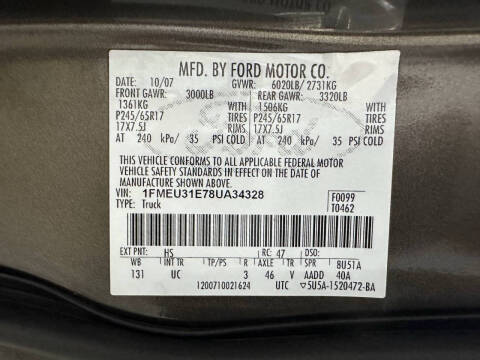 MFD. BY FORD MOTOR CO.
DATE: 10/07 GVWR: 6020LB/ 2731KG
FRONT GAWR: 3000LB REAR GAWR: 3320LB
1361KG WITH 1506KG WITH
P245/65R17 TIRES P245/65R17 TIRES
17X7.5J RIMS 17X7.5J RIMS
AT 240 kPa/ 35 PSI COLD AT 240 kPa/ 35 PSI COLD
THIS VEHICLE CONFORMS TO ALL APPLICABLE FEDERAL MOTOR
VEHICLE SAFETY STANDARDS IN EFFECT ON THE DATE OF
MANUFACTURE SHOWN ABOVE.
VIN: 1FMEU31E78UA34328 F0099
TYPE: Truck T0462
EXT PNT: HS RC: 47 DSO:
WB INT TR TP/PS R AXLE TR SPR 8U51A
131 UC 3 46 V AADD 40A
1200710021624 UTC ▽5U5A-1520472-BA